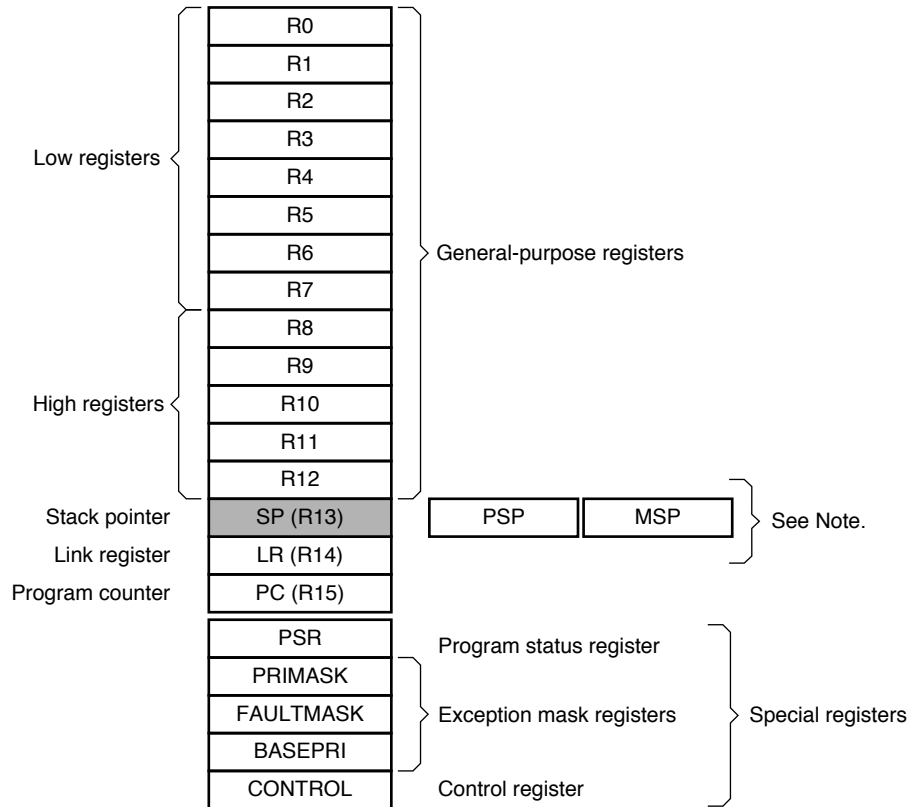 R0
R1
R2
R3
Low registers
R4
R5
R6
General-purpose registers
R7
R8
R9
High registers
R10
R11
R12
Stack pointer
SP (R13)
PSP
MSP
See Note.
Link register
LR (R14)
Program counter
PC (R15)
PSR
Program status register
PRIMASK
FAULTMASK
Exception mask registers
Special registers
BASEPRI
CONTROL
Control register